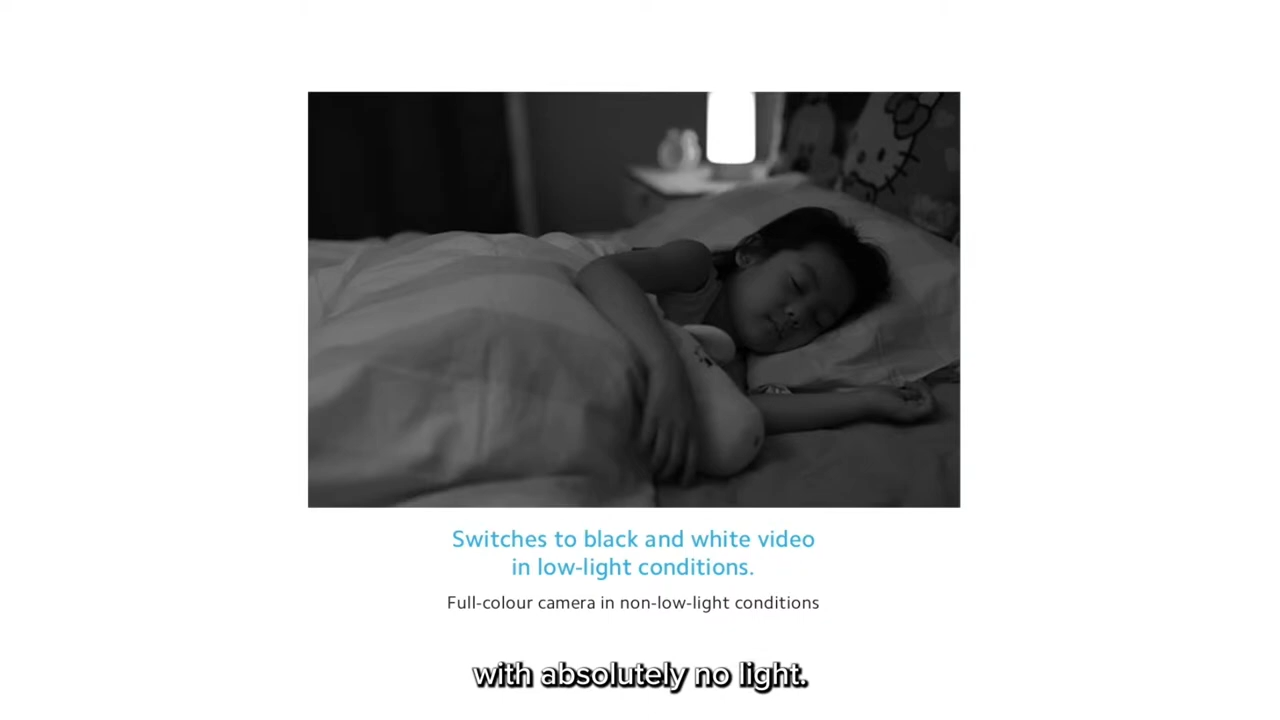 Switches to black and white video
in low-light conditions.
Full-colour camera in non-low-light conditions
with absolutely no light.